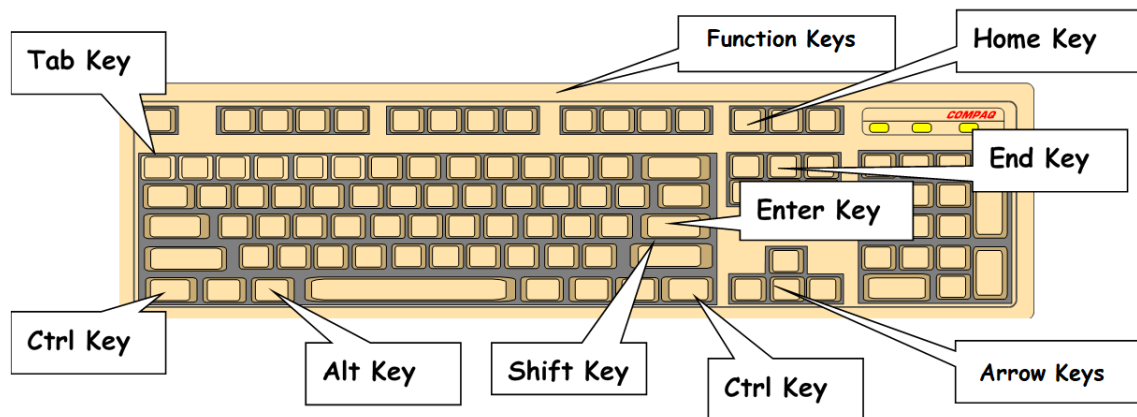 Function Keys
Home Key
Tab Key
COMPAQ
End Key
Enter Key
Ctrl Key
Alt Key
Shift Key
Ctrl Key
Arrow Keys